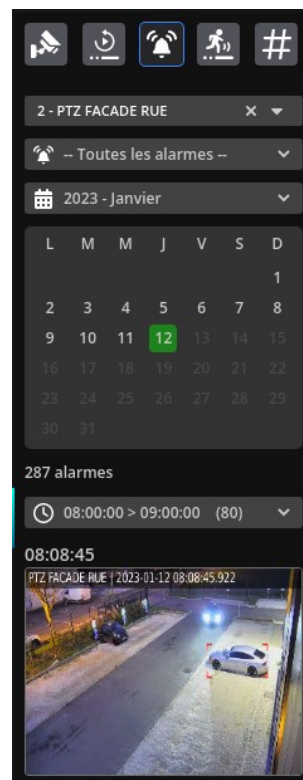 #
2 - PTZ FACADE RUE
-- Toutes les alarmes --
2023 - Janvier
L M M J V S D
1
2 3 4 5 6 7 8
9 10 11 12 13 14 15
16 17 18 19 20 21 22
23 24 25 26 27 28 29
30 31
287 alarmes
08:00:00 > 09:00:00 (80)
08:08:45
PTZ FACADE RUE | 2023-01-12 08:08:45.922